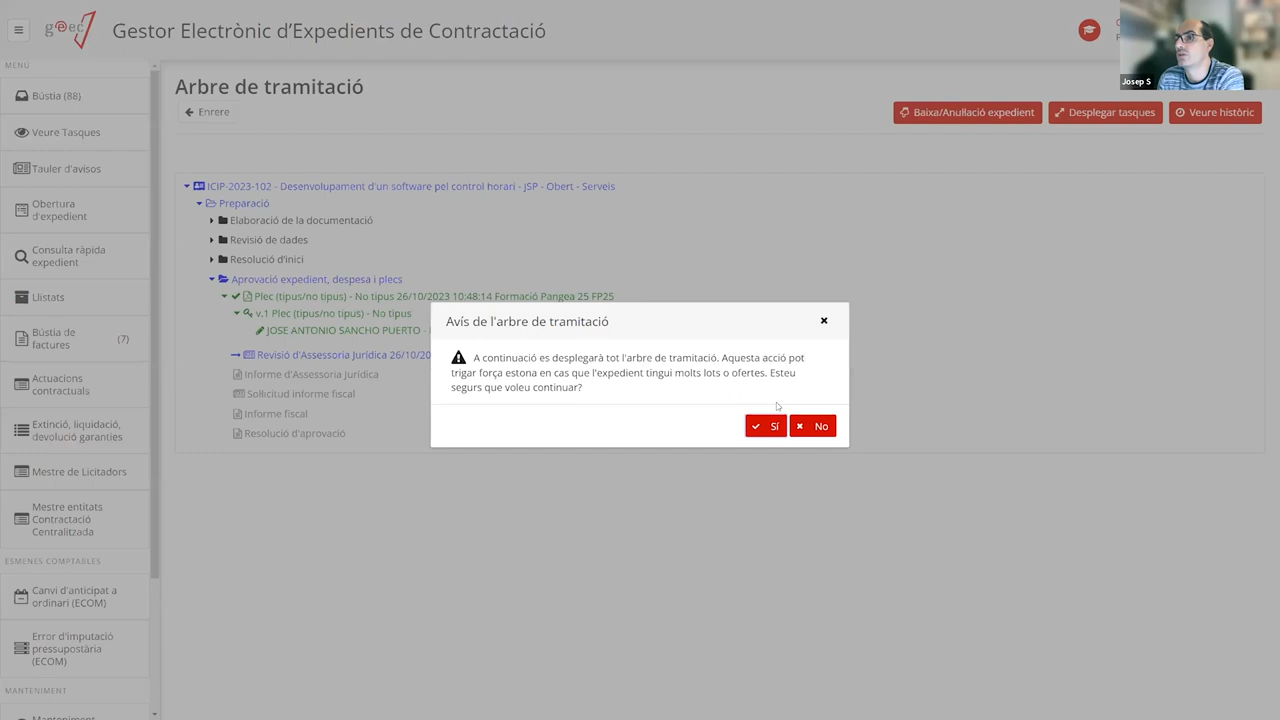 geec
Gestor Electrònic d'Expedients de Contractació
Josep S
MENÚ
Bústia (88)
Veure Tasques
Tauler d'avisos
Obertura
d'expedient
Consulta ràpida
expedient
Llistats
Bústia de
factures
(7)
Actuacions
contractuals
Extinció, liquidació,
devolució garanties
Mestre de Licitadors
Mestre entitats
Contractació
Centralitzada
ESMENES COMPTABLES
Canvi d'anticipat a
ordinari (ECOM)
Error d'imputació
pressupostària
(ECOM)
MANTENIMENT
Manteniment
Arbre de tramitació
Enrere
Baixa/Anul·lació expedient
Desplegar tasques
Veure històric
ICIP-2023-102 - Desenvolupament d'un software pel control horari - JSP - Obert - Serveis
Preparació
Elaboració de la documentació
Revisió de dades
Resolució d'inici
Aprovació expedient, despesa i plecs
Plec (tipus/no tipus) - No tipus 26/10/2023 10:48:14 Formació Pangea 25 FP25
v.1 Plec (tipus/no tipus) - No tipus
JOSE ANTONIO SANCHO PUERTO -
Revisió d'Assessoria Jurídica 26/10/20
Informe d'Assessoria Jurídica
Sol·licitud informe fiscal
Informe fiscal
Resolució d'aprovació
Avís de l'arbre de tramitació
A continuació es desplegarà tot l'arbre de tramitació. Aquesta acció pot
trigar força estona en cas que l'expedient tingui molts lots o ofertes. Esteu
segurs que voleu continuar?
Sí
No